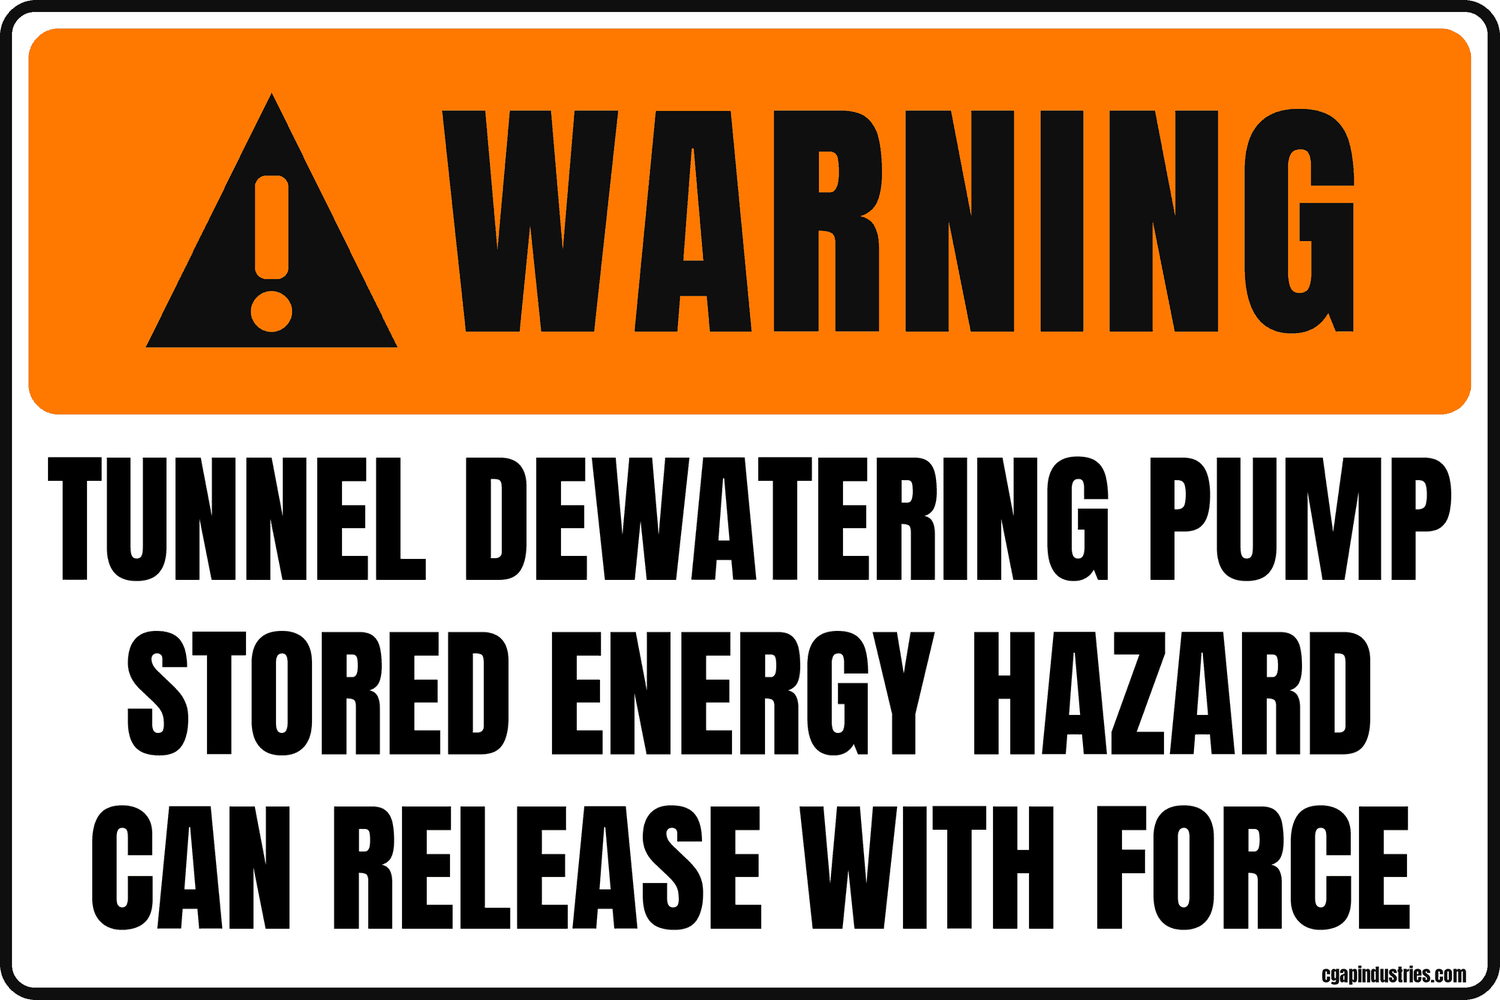 WARNING
TUNNEL DEWATERING PUMP
STORED ENERGY HAZARD
CAN RELEASE WITH FORCE
cgapindustries.com